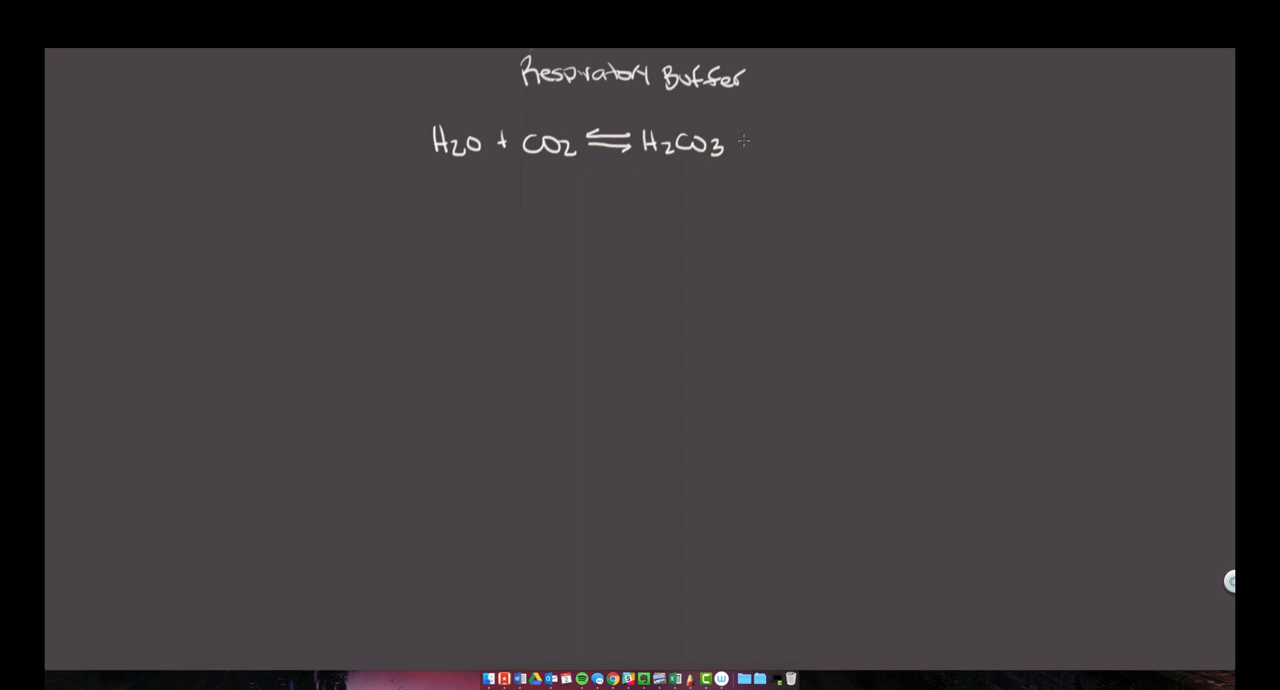 Respiratory Buffer
H2O + CO2 ⇌ H2CO3